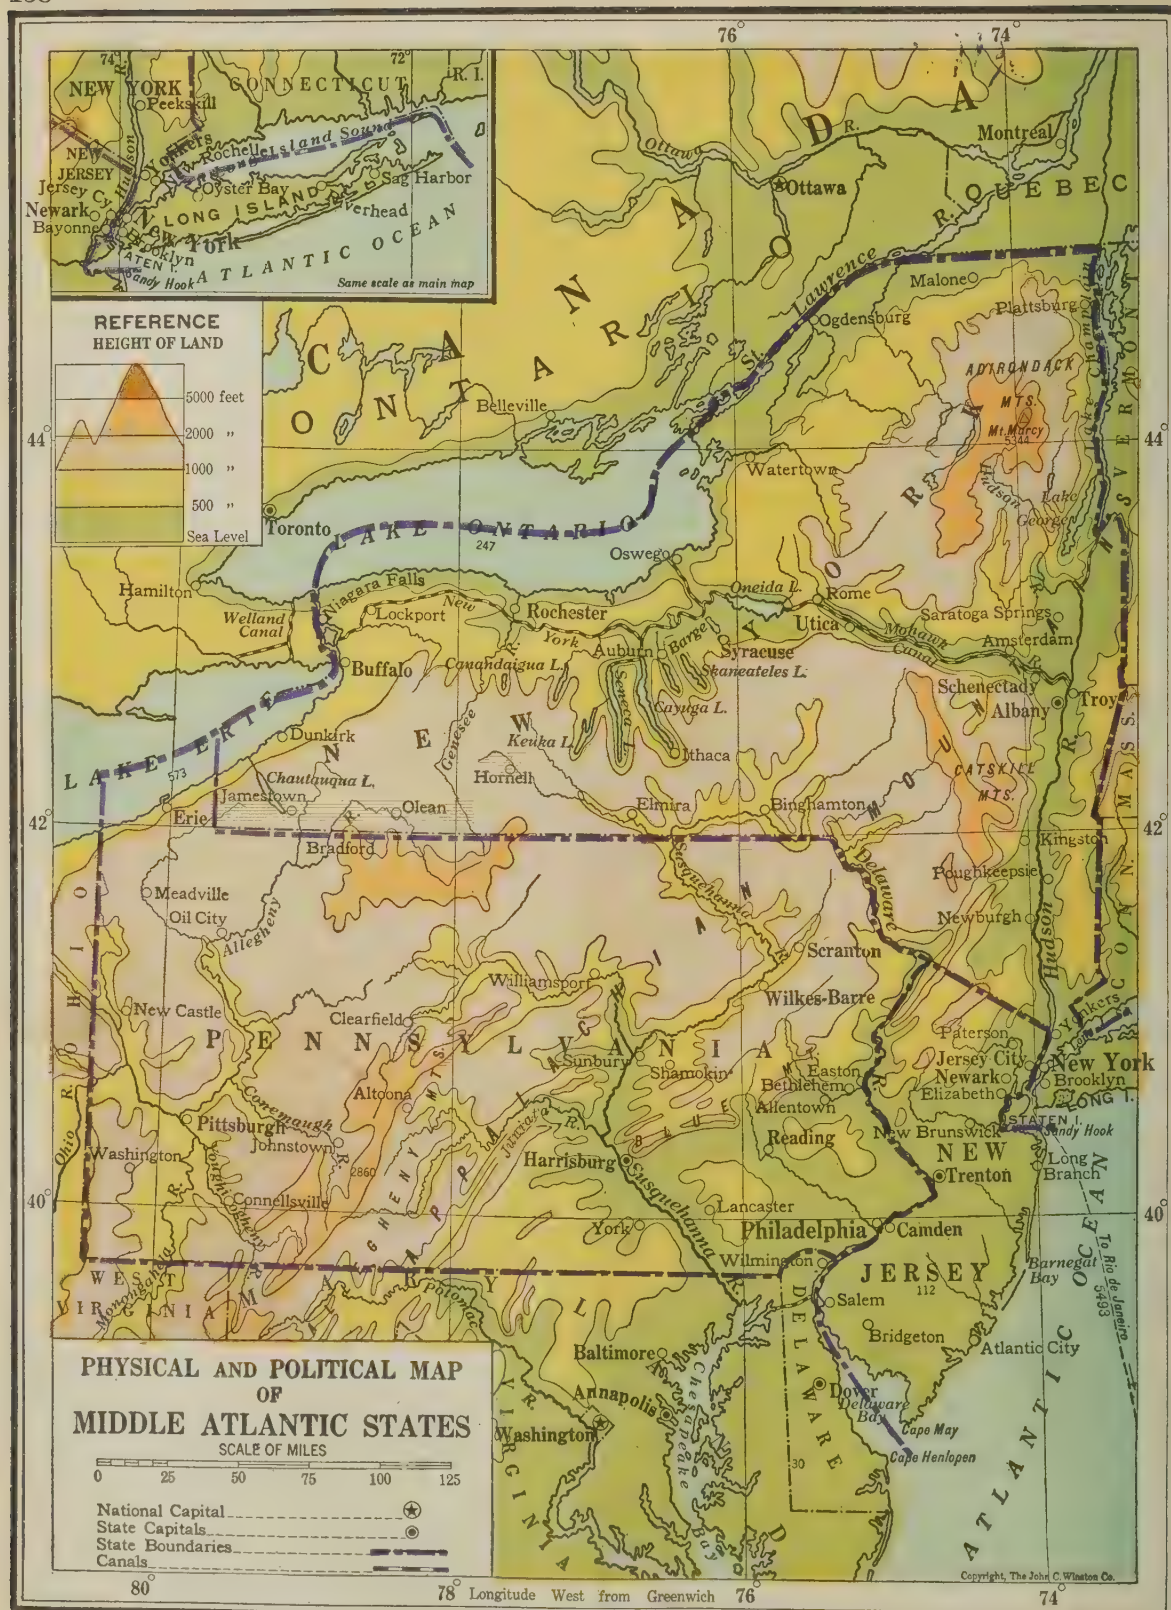 76°
74°
74°
72°
NEW YORK
CONNECTICUT
R. I.
Peekskill
Hudson
R.
Yonkers
New Rochelle
Long Island Sound
NEW
JERSEY
Jersey Cy.
Oyster Bay
Sag Harbor
Newark
LONG ISLAND
Bayonne
New York
verhead
Brooklyn
ATEN I.
Sandy Hook
ATLANTIC OCEAN
Same scale as main map
REFERENCE
HEIGHT OF LAND
5000 feet
2000 "
1000 "
500 "
Sea Level
CANADA
ONTARIO
QUEBEC
Ottawa
R.
Montreal
Ottawa
St. Lawrence R.
Malone
Plattsburg
Ogdensburg
ADIRONDACK
MTS.
Mt. Marcy
5344
Belleville
44°
44°
Watertown
Hudson
Lake
George
VERMONT
Toronto
LAKE ONTARIO
247
Oswego
Hamilton
Niagara Falls
Welland
Canal
Lockport
New
York
Barge
Canal
Rochester
Oneida L.
Rome
Utica
Mohawk
R.
Saratoga Springs
Amsterdam
Auburn
Syracuse
Skaneateles L.
Buffalo
Canandaigua L.
Seneca L.
Cayuga L.
Schenectady
Albany
Troy
NEW YORK
Genesee
R.
Keuka L.
Dunkirk
Hornell
Ithaca
MASS.
LAKE ERIE
573
Chautauqua L.
Jamestown
Olean
R.
Elmira
Binghamton
CATSKILL
MTS.
42°
42°
Erie
Bradford
Kingston
Susquehanna
Delaware
R.
Poughkeepsie
Meadville
Oil City
Allegheny
Newburgh
Hudson
R.
CONN.
OHIO
Scranton
Williamsport
Wilkes-Barre
New Castle
Clearfield
PENNSYLVANIA
Paterson
Yonkers
Jersey City
New York
Sunbury
Shamokin
Easton
Newark
Brooklyn
Bethlehem
Elizabeth
Altoona
Allentown
LONG I.
Conemaugh
R.
Juniata
R.
BLUE
MTS.
STATEN I.
Sandy Hook
Pittsburgh
Johnstown
Reading
New Brunswick
Ohio R.
Washington
Harrisburg
NEW
Long
Branch
2860
Trenton
Youghiogheny
R.
Connellsville
Susquehanna
R.
Lancaster
40°
40°
APPALACHIAN MOU
ALLEGHENY MTS.
York
Philadelphia
Camden
Wilmington
Monongahela
R.
WEST
VIRGINIA
MARYLAND
Potomac
R.
JERSEY
112
Barnegat
Bay
To Rio de Janeiro
5493
Salem
Bridgeton
Atlantic City
Baltimore
DELAWARE
30
Annapolis
Chesapeake
Bay
Dover
Delaware
Bay
Cape May
Cape Henlopen
Washington
VIRGINIA
ATLANTIC OCEAN
PHYSICAL AND POLITICAL MAP
OF
MIDDLE ATLANTIC STATES
SCALE OF MILES
0 25 50 75 100 125
National Capital
State Capitals
State Boundaries
Canals
Copyright, The John C. Winston Co.
80°
78°
Longitude West from Greenwich
76°
74°